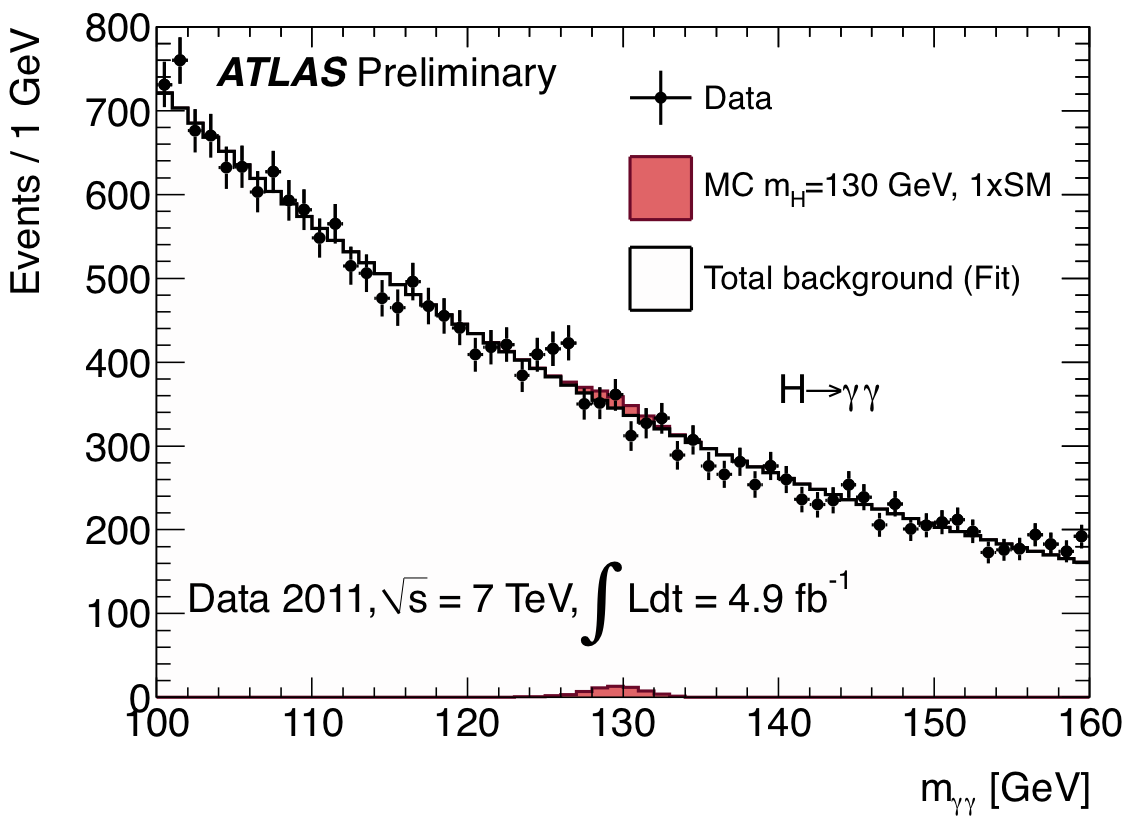 Events / 1 GeV
800
700
600
500
400
300
200
100
0
ATLAS Preliminary
Data
MC m_H=130 GeV, 1xSM
Total background (Fit)
H→γγ
Data 2011, √s = 7 TeV, ∫ Ldt = 4.9 fb⁻¹
100 110 120 130 140 150 160
m_γγ [GeV]